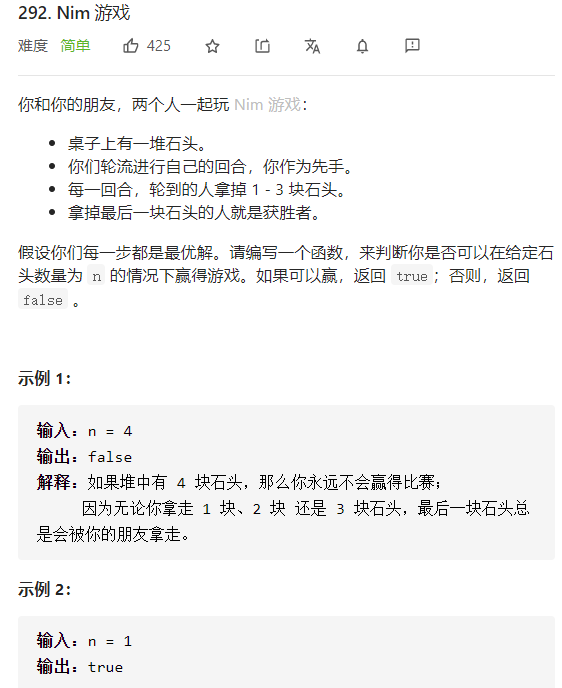 292. Nim 游戏
难度 简单 425
你和你的朋友，两个人一起玩 Nim 游戏：
桌子上有一堆石头。
你们轮流进行自己的回合，你作为先手。
每一回合，轮到的人拿掉 1 - 3 块石头。
拿掉最后一块石头的人就是获胜者。
假设你们每一步都是最优解。请编写一个函数，来判断你是否可以在给定石
头数量为 n 的情况下赢得游戏。如果可以赢，返回 true；否则，返回
false 。
示例 1：
输入：n = 4
输出：false
解释：如果堆中有 4 块石头，那么你永远不会赢得比赛；
因为无论你拿走 1 块、2 块 还是 3 块石头，最后一块石头总
是会被你的朋友拿走。
示例 2：
输入：n = 1
输出：true